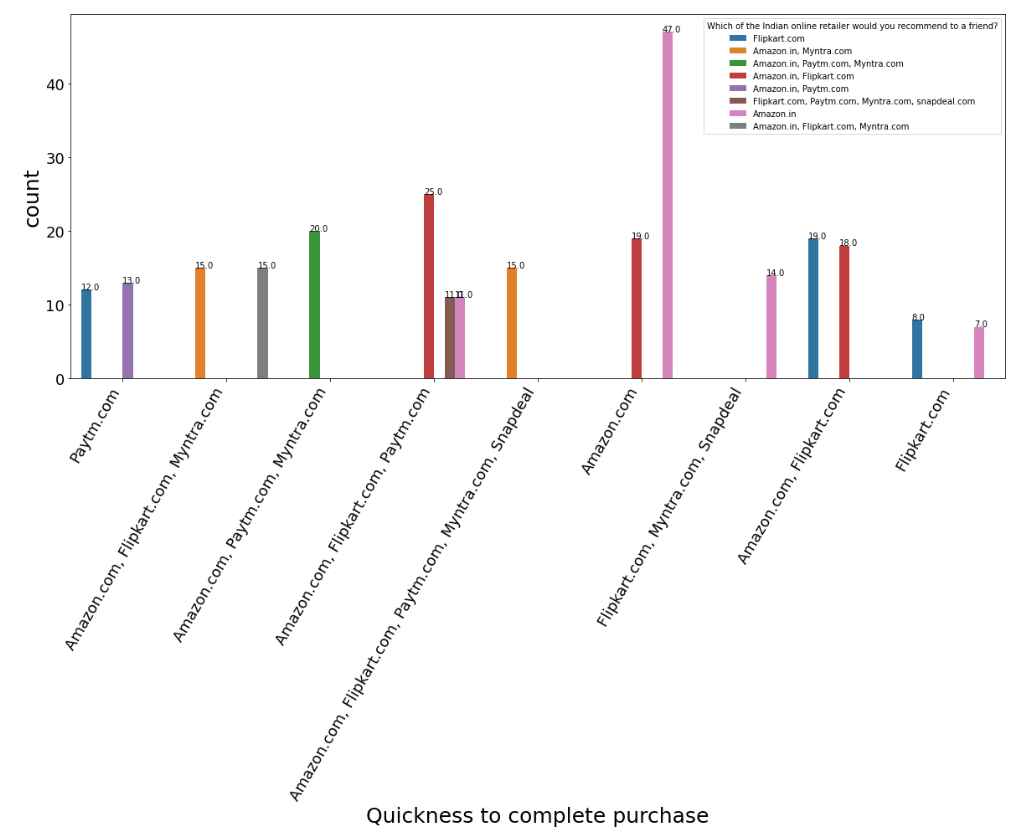 Which of the Indian online retailer would you recommend to a friend?
Flipkart.com
Amazon.in, Myntra.com
Amazon.in, Paytm.com, Myntra.com
Amazon.in, Flipkart.com
Amazon.in, Paytm.com
Flipkart.com, Paytm.com, Myntra.com, snapdeal.com
Amazon.in
Amazon.in, Flipkart.com, Myntra.com
count
40
30
20
10
0
12.0
13.0
15.0
15.0
20.0
25.0
11.0
11.0
15.0
19.0
47.0
14.0
19.0
18.0
8.0
7.0
Paytm.com
Amazon.com, Flipkart.com, Myntra.com
Amazon.com, Paytm.com, Myntra.com
Amazon.com, Flipkart.com, Paytm.com
Amazon.com, Flipkart.com, Paytm.com, Myntra.com, Snapdeal
Amazon.com
Flipkart.com, Myntra.com, Snapdeal
Amazon.com, Flipkart.com
Flipkart.com
Quickness to complete purchase